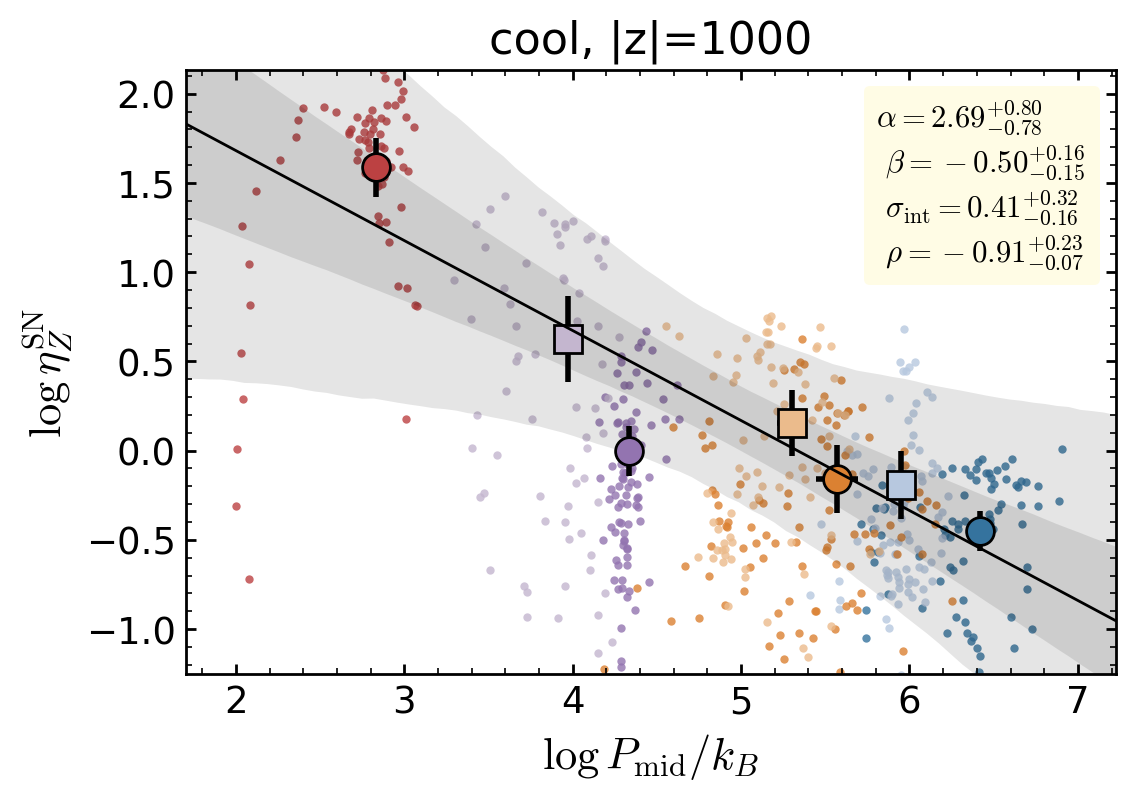 cool, |z|=1000
2.0
1.5
1.0
0.5
0.0
−0.5
−1.0
log η_Z^SN
α = 2.69^{+0.80}_{−0.78}
β = −0.50^{+0.16}_{−0.15}
σ_int = 0.41^{+0.32}_{−0.16}
ρ = −0.91^{+0.23}_{−0.07}
2 3 4 5 6 7
log P_mid/k_B